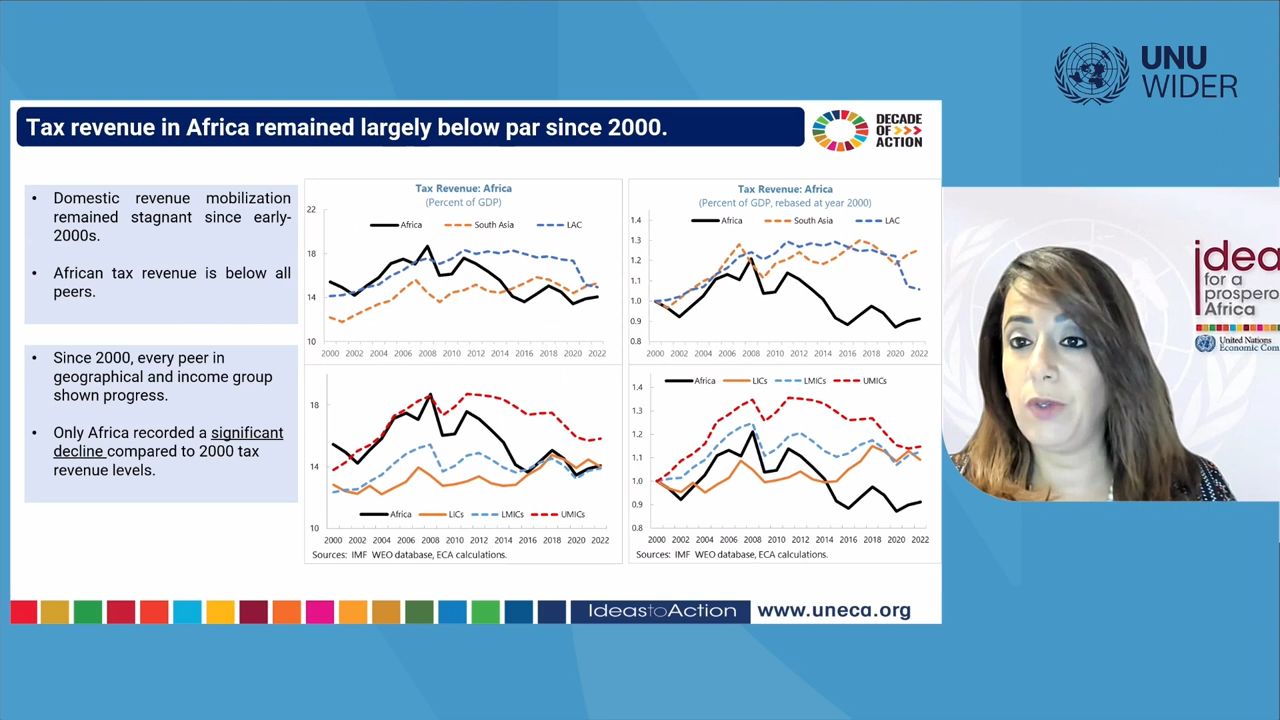 UNU
WIDER
Tax revenue in Africa remained largely below par since 2000.
DECADE
OF >>>
ACTION
• Domestic revenue mobilization
remained stagnant since early-
2000s.
• African tax revenue is below all
peers.
• Since 2000, every peer in
geographical and income group
shown progress.
• Only Africa recorded a significant
decline compared to 2000 tax
revenue levels.
Tax Revenue: Africa
(Percent of GDP)
Africa South Asia LAC
22
18
14
10
2000 2002 2004 2006 2008 2010 2012 2014 2016 2018 2020 2022
Tax Revenue: Africa
(Percent of GDP, rebased at year 2000)
Africa South Asia LAC
1.4
1.3
1.2
1.1
1.0
0.9
0.8
2000 2002 2004 2006 2008 2010 2012 2014 2016 2018 2020 2022
18
14
10
Africa LICs LMICs UMICs
2000 2002 2004 2006 2008 2010 2012 2014 2016 2018 2020 2022
Sources: IMF WEO database, ECA calculations.
Africa LICs LMICs UMICs
1.4
1.3
1.2
1.1
1.0
0.9
0.8
2000 2002 2004 2006 2008 2010 2012 2014 2016 2018 2020 2022
Sources: IMF WEO database, ECA calculations.
IdeastoAction
www.uneca.org
idea
for a
prospero
Africa
United Nations
Economic Com